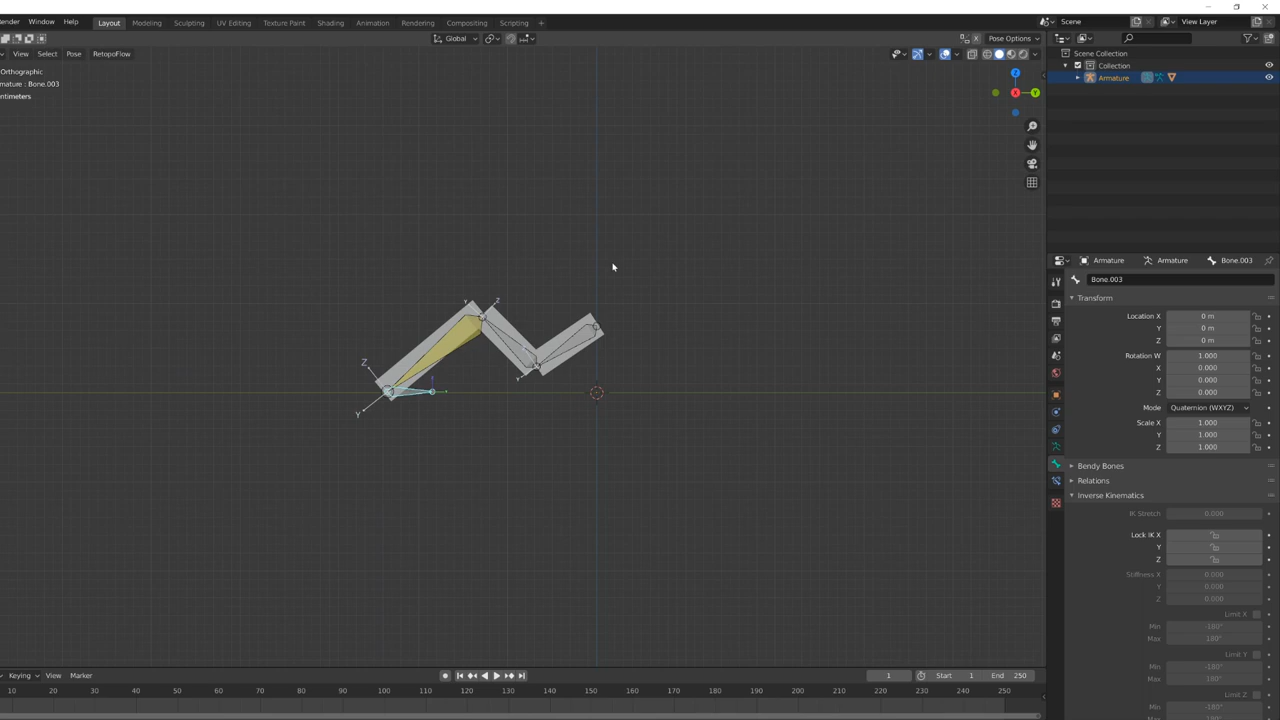 ender Window Help Layout Modeling Sculpting UV Editing Texture Paint Shading Animation Rendering Compositing Scripting + Scene View Layer
Global Pose Options
View Select Pose RetopoFlow
Orthographic
mature : Bone.003
entimeters
Scene Collection
Collection
Armature
Z
X Y
Y Z
Z
Y
Y
Armature Armature Bone.003
Bone.003
Transform
Location X 0 m
Y 0 m
Z 0 m
Rotation W 1.000
X 0.000
Y 0.000
Z 0.000
Mode Quaternion (WXYZ)
Scale X 1.000
Y 1.000
Z 1.000
Bendy Bones
Relations
Inverse Kinematics
IK Stretch 0.000
Lock IK X
Y
Z
Stiffness X 0.000
Y 0.000
Z 0.000
Limit X
Min -180°
Max 180°
Limit Y
Min -180°
Max 180°
Limit Z
Min -180°
Keying View Marker 1 Start 1 End 250
10 20 30 40 50 60 70 80 90 100 110 120 130 140 150 160 170 180 190 200 210 220 230 240 250